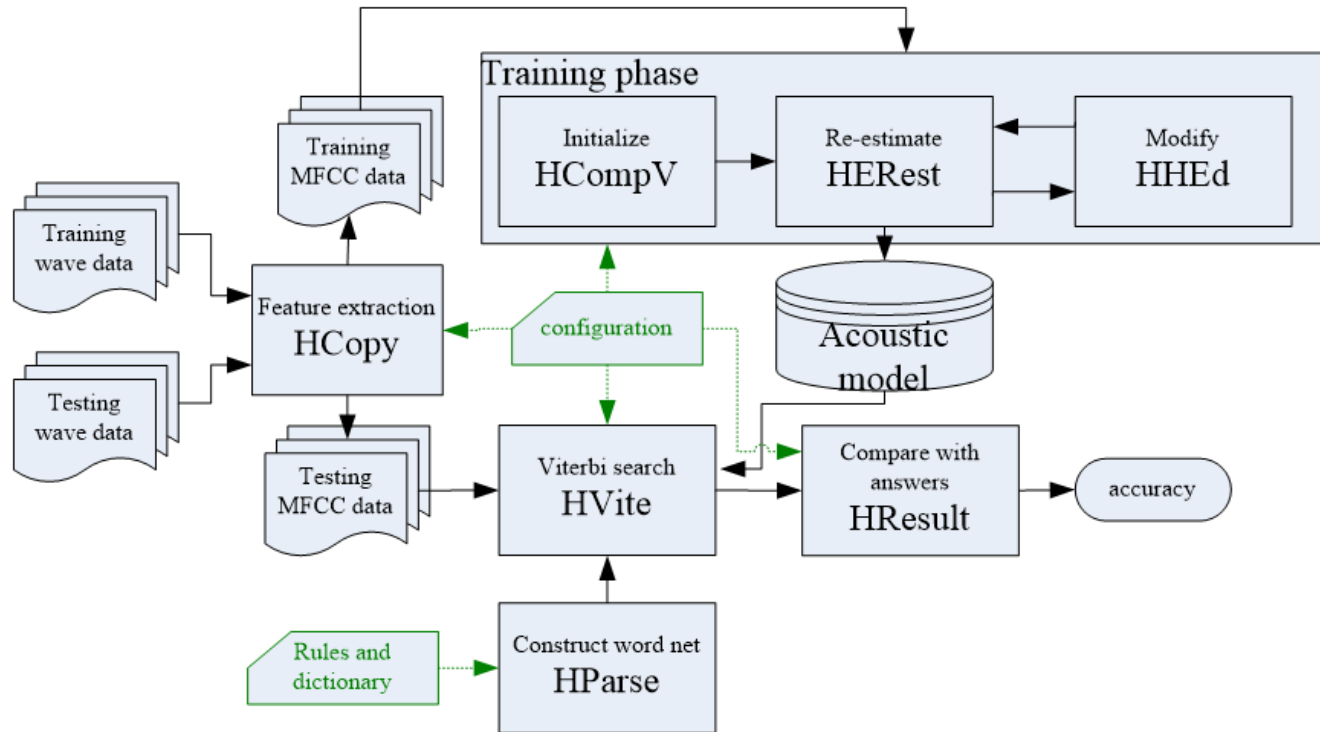 Training phase
Initialize
HCompV
Re-estimate
HERest
Modify
HHEd
Training
MFCC data
Training
wave data
Feature extraction
HCopy
configuration
Acoustic
model
Testing
wave data
Testing
MFCC data
Viterbi search
HVite
Compare with
answers
HResult
accuracy
Rules and
dictionary
Construct word net
HParse